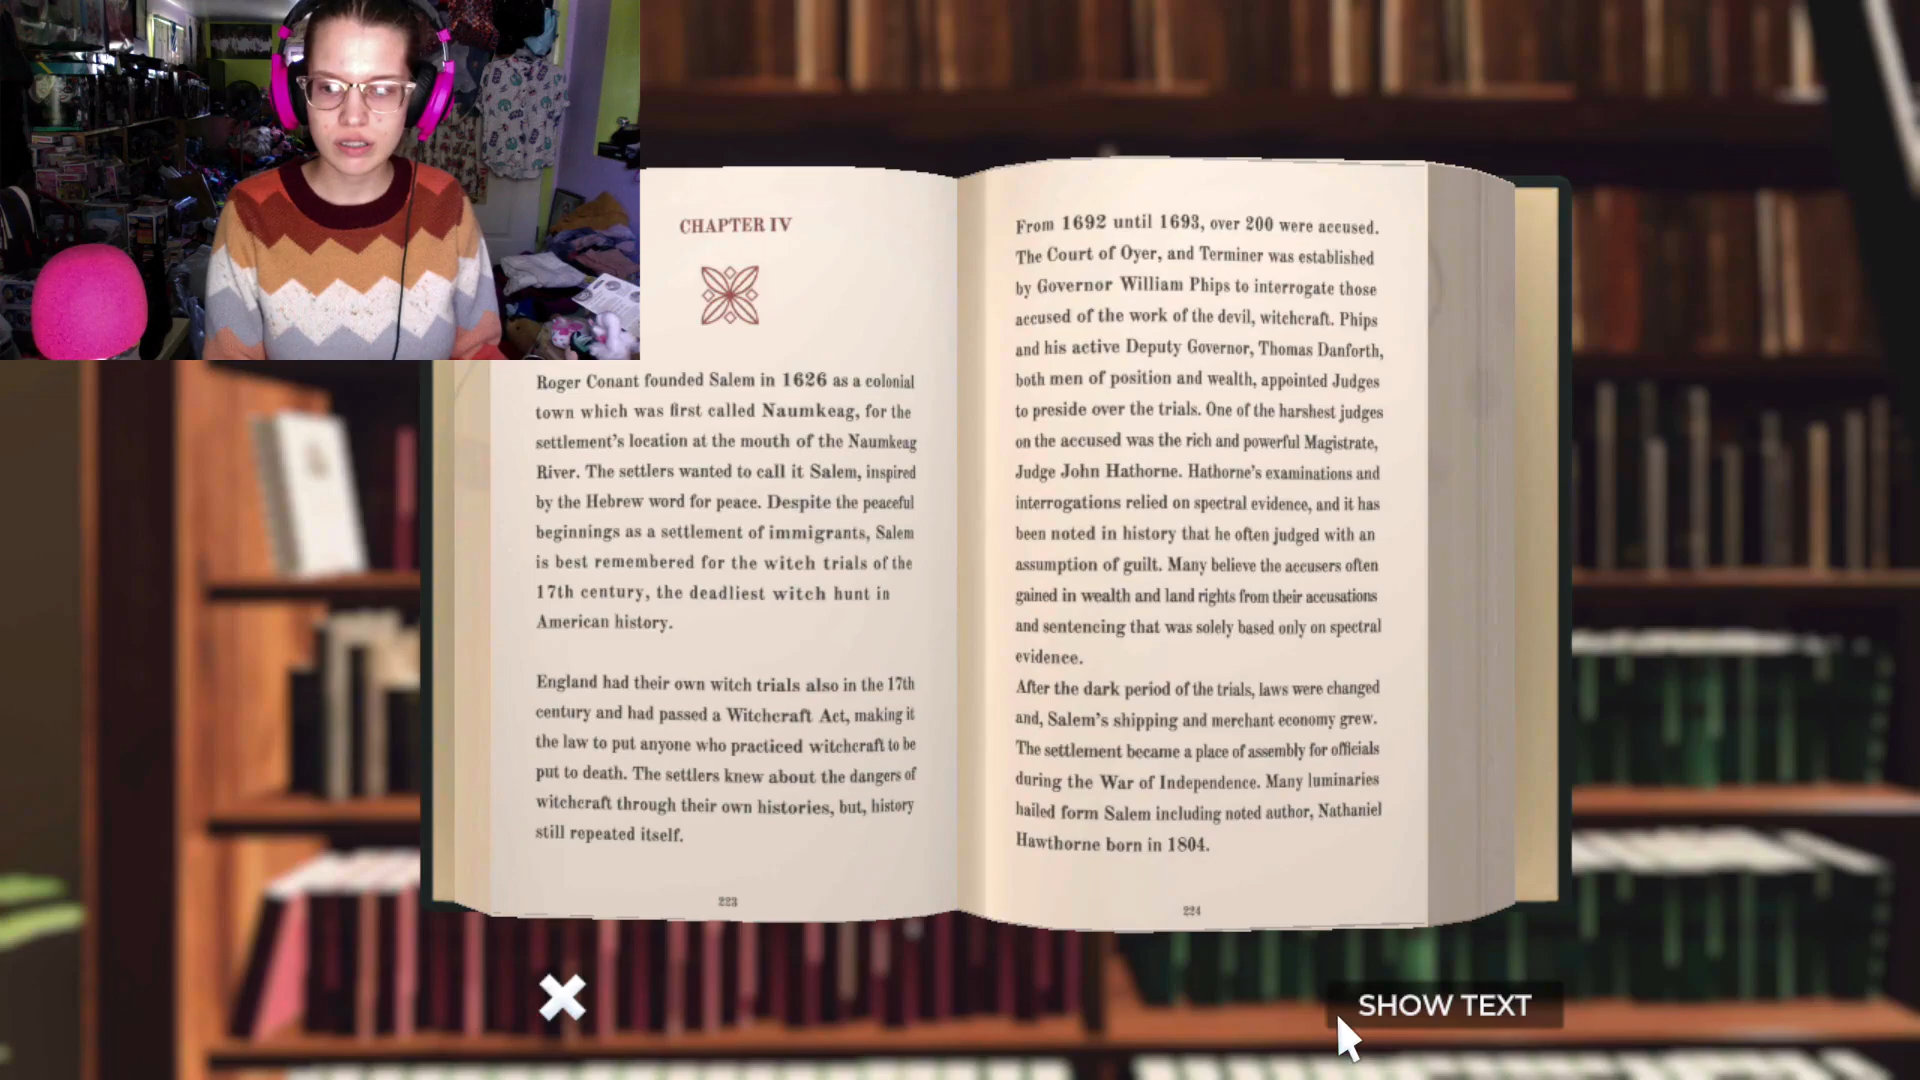 CHAPTER IV
Roger Conant founded Salem in 1626 as a colonial
town which was first called Naumkeag, for the
settlement's location at the mouth of the Naumkeag
River. The settlers wanted to call it Salem, inspired
by the Hebrew word for peace. Despite the peaceful
beginnings as a settlement of immigrants, Salem
is best remembered for the witch trials of the
17th century, the deadliest witch hunt in
American history.
England had their own witch trials also in the 17th
century and had passed a Witchcraft Act, making it
the law to put anyone who practiced witchcraft to be
put to death. The settlers knew about the dangers of
witchcraft through their own histories, but, history
still repeated itself.
223
From 1692 until 1693, over 200 were accused.
The Court of Oyer, and Terminer was established
by Governor William Phips to interrogate those
accused of the work of the devil, witchcraft. Phips
and his active Deputy Governor, Thomas Danforth,
both men of position and wealth, appointed Judges
to preside over the trials. One of the harshest judges
on the accused was the rich and powerful Magistrate,
Judge John Hathorne. Hathorne's examinations and
interrogations relied on spectral evidence, and it has
been noted in history that he often judged with an
assumption of guilt. Many believe the accusers often
gained in wealth and land rights from their accusations
and sentencing that was solely based only on spectral
evidence.
After the dark period of the trials, laws were changed
and, Salem's shipping and merchant economy grew.
The settlement became a place of assembly for officials
during the War of Independence. Many luminaries
hailed form Salem including noted author, Nathaniel
Hawthorne born in 1804.
224
SHOW TEXT